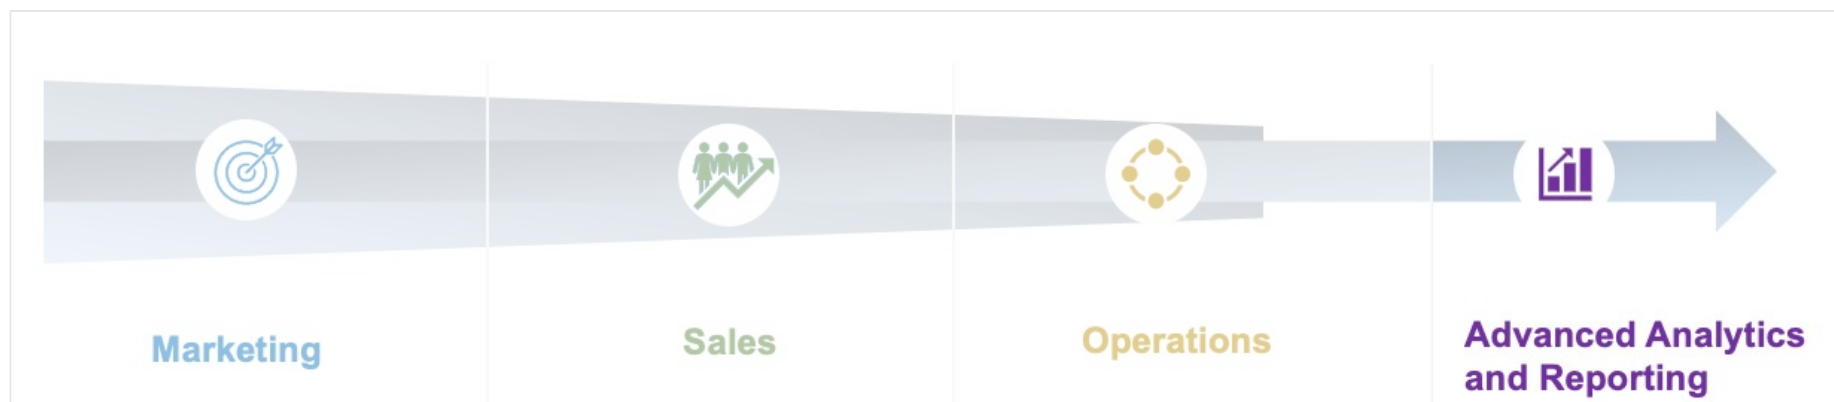 Marketing
Sales
Operations
Advanced Analytics
and Reporting